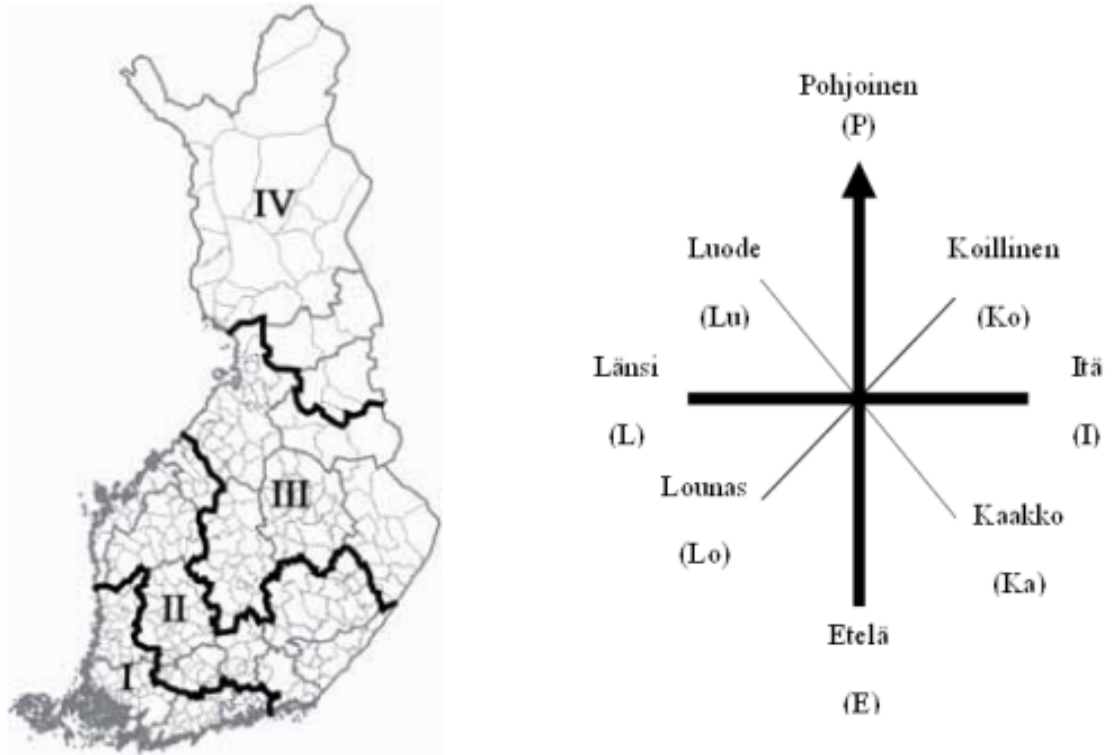 IV
III
II
I
Pohjoinen
(P)
Luode
Koillinen
(Lu)
(Ko)
Länsi
Itä
(L)
(I)
Lounas
Kaakko
(Lo)
(Ka)
Etelä
(E)